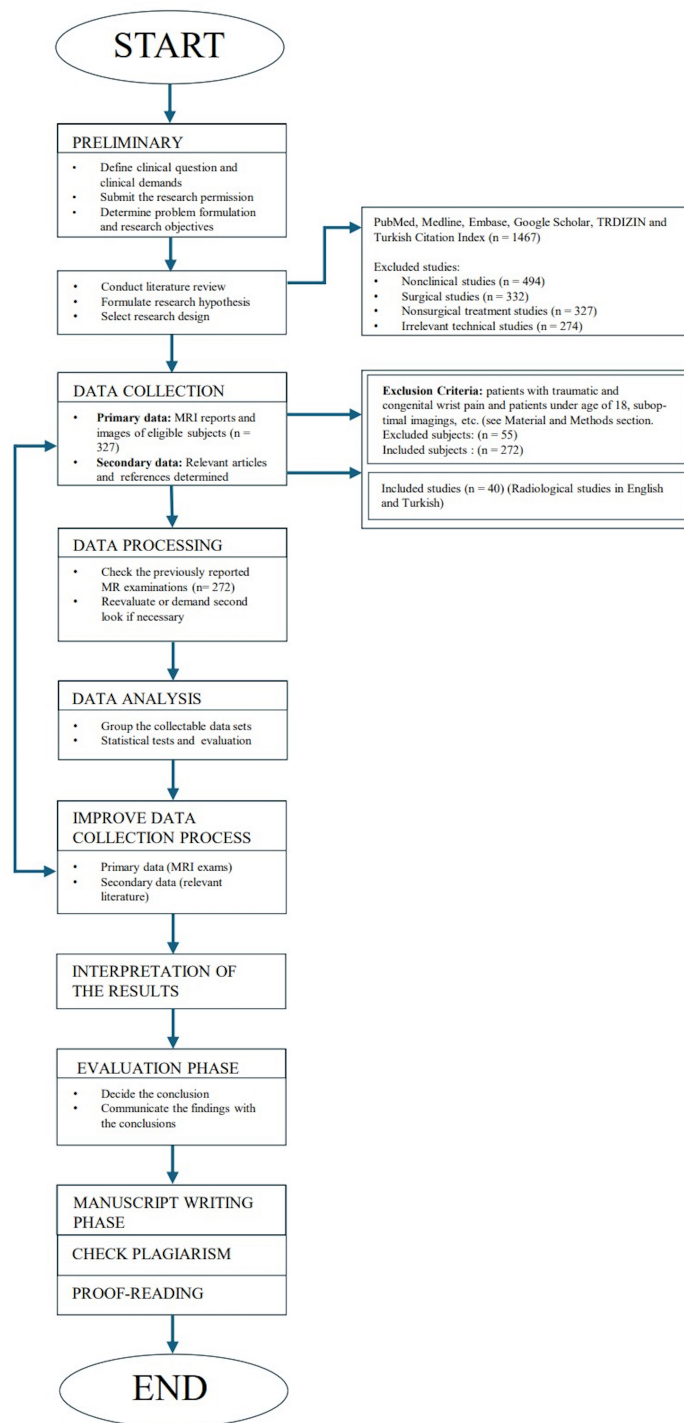 START
PRELIMINARY
• Define clinical question and
clinical demands
• Submit the research permission
• Determine problem formulation
and research objectives
• Conduct literature review
• Formulate research hypothesis
• Select research design
PubMed, Medline, Embase, Google Scholar, TRDIZIN and
Turkish Citation Index (n = 1467)
Excluded studies:
• Nonclinical studies (n = 494)
• Surgical studies (n = 332)
• Nonsurgical treatment studies (n = 327)
• Irrelevant technical studies (n = 274)
DATA COLLECTION
• Primary data: MRI reports and
images of eligible subjects (n =
327)
• Secondary data: Relevant articles
and references determined
Exclusion Criteria: patients with traumatic and
congenital wrist pain and patients under age of 18, subop-
timal imagings, etc. (see Material and Methods section.
Excluded subjects: (n = 55)
Included subjects : (n = 272)
Included studies (n = 40) (Radiological studies in English
and Turkish)
DATA PROCESSING
• Check the previously reported
MR examinations (n= 272)
• Reevaluate or demand second
look if necessary
DATA ANALYSIS
• Group the collectable data sets
• Statistical tests and evaluation
IMPROVE DATA
COLLECTION PROCESS
• Primary data (MRI exams)
• Secondary data (relevant
literature)
INTERPRETATION OF
THE RESULTS
EVALUATION PHASE
• Decide the conclusion
• Communicate the findings with
the conclusions
MANUSCRIPT WRITING
PHASE
CHECK PLAGIARISM
PROOF-READING
END